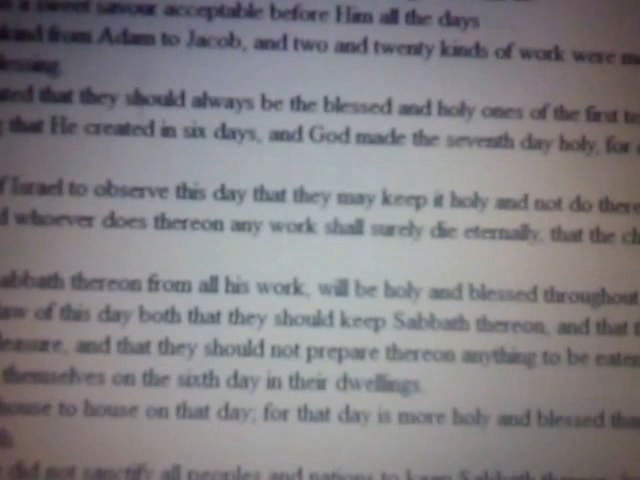 a sweet savour acceptable before Him all the days
kind from Adam to Jacob, and two and twenty kinds of work were
blessing
that they should always be the blessed and holy ones of the first
that He created in six days, and God made the seventh day holy, for
Israel to observe this day that they may keep it holy and not do
whoever does thereon any work shall surely die eternally, that the
abbath thereon from all his work, will be holy and blessed throughout
law of this day both that they should keep Sabbath thereon, and that
leasure, and that they should not prepare thereon anything to be eaten
themselves on the sixth day in their dwellings.
house to house on that day; for that day is more holy and blessed
did not sanctify all peoples and nations to keep Sabbath thereon